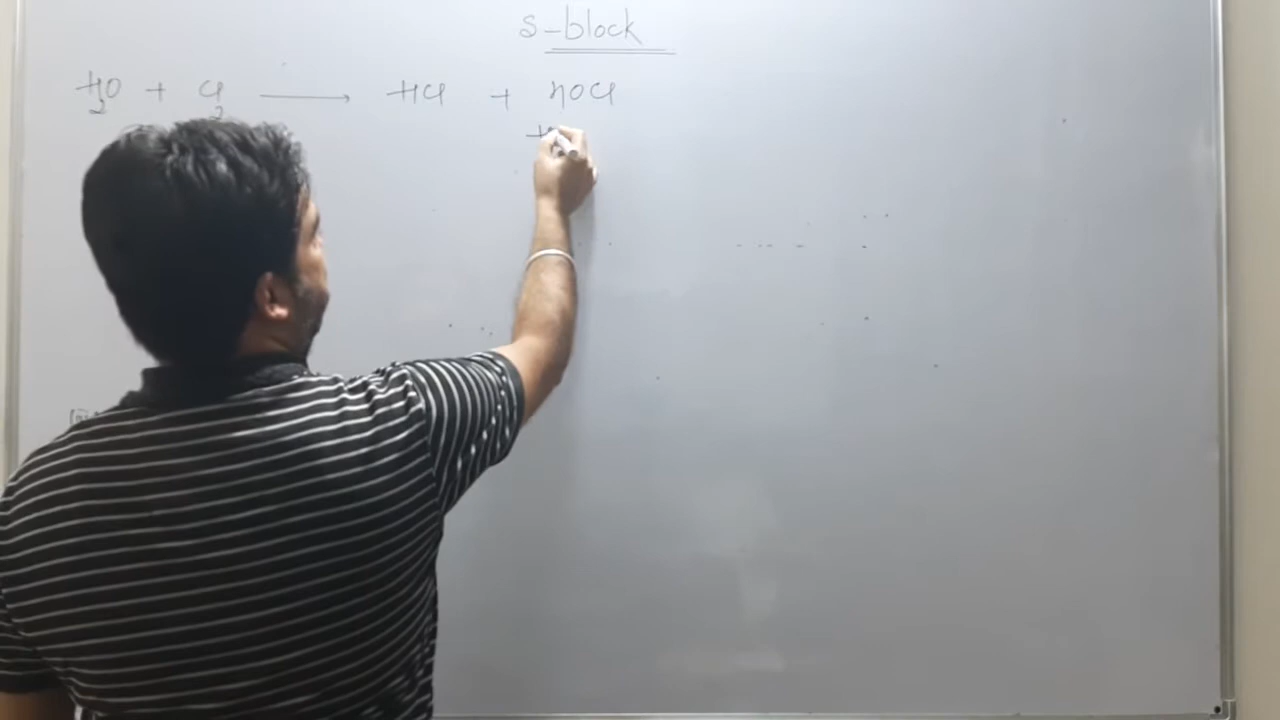 s-block
H2O + Cl2 ⟶ HCl + HOCl